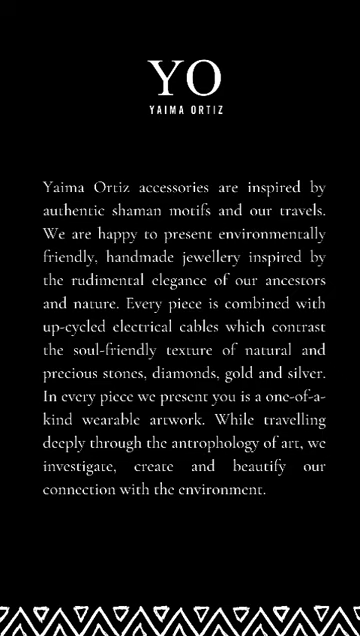 YO
YAIMA ORTIZ
Yaima Ortiz accessories are inspired by
authentic shaman motifs and our travels.
We are happy to present environmentally
friendly, handmade jewellery inspired by
the rudimental elegance of our ancestors
and nature. Every piece is combined with
up-cycled electrical cables which contrast
the soul-friendly texture of natural and
precious stones, diamonds, gold and silver.
In every piece we present you is a one-of-a-
kind wearable artwork. While travelling
deeply through the antrophology of art, we
investigate, create and beautify our
connection with the environment.